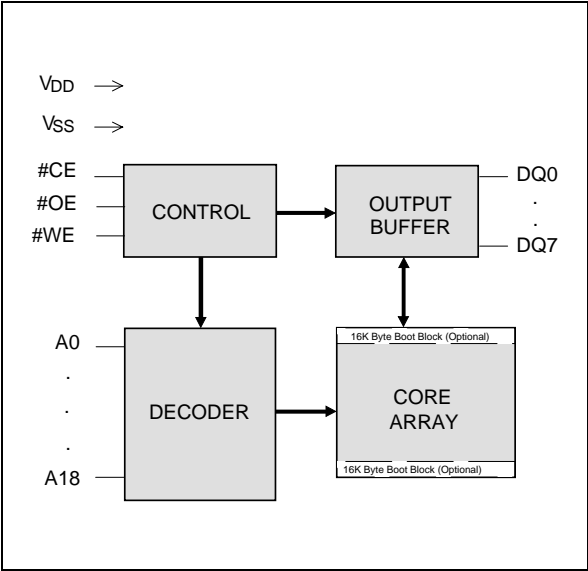 VDD
VSS
#CE
#OE
#WE
CONTROL
OUTPUT
BUFFER
DQ0
.
.
DQ7
A0
.
.
.
A18
DECODER
16K Byte Boot Block (Optional)
CORE
ARRAY
16K Byte Boot Block (Optional)